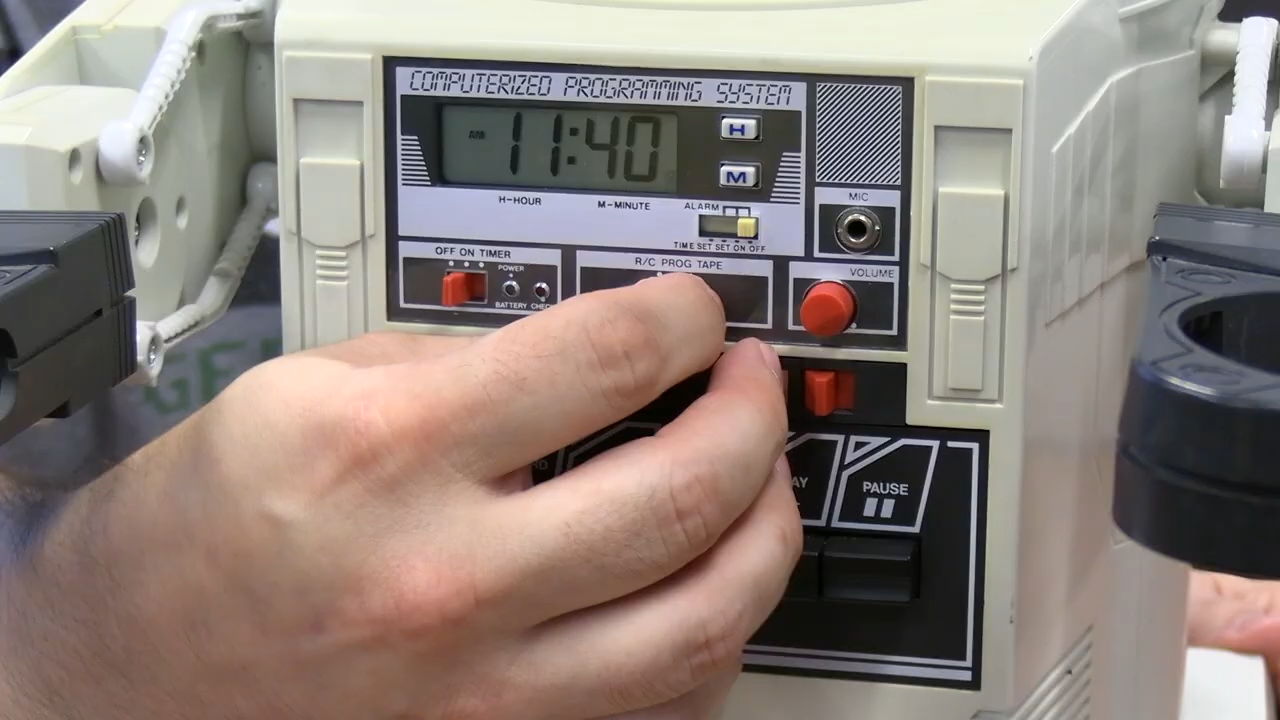 COMPUTERIZED PROGRAMMING SYSTEM
AM 11:40
H
M
H-HOUR M-MINUTE
ALARM
TIME SET SET ON OFF
MIC
OFF ON TIMER
POWER
BATTERY
R/C PROG TAPE
VOLUME
PAUSE